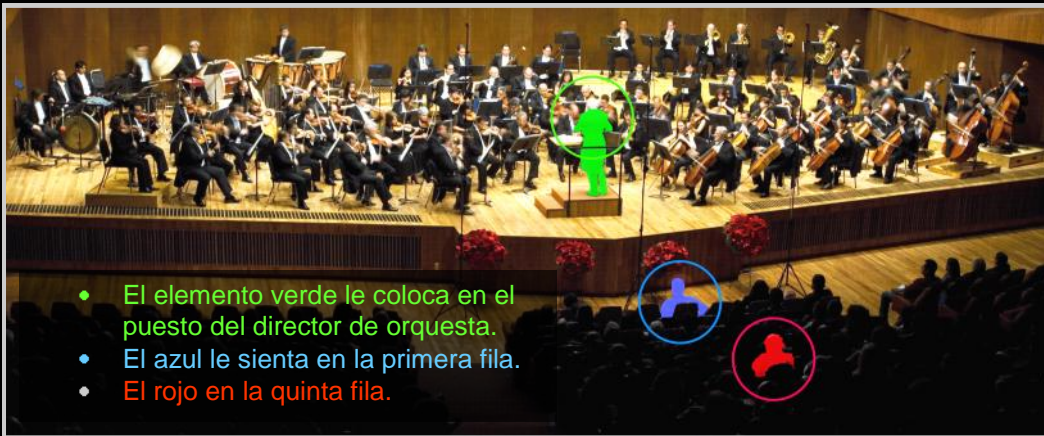 El elemento verde le coloca en el
puesto del director de orquesta.
El azul le sienta en la primera fila.
El rojo en la quinta fila.